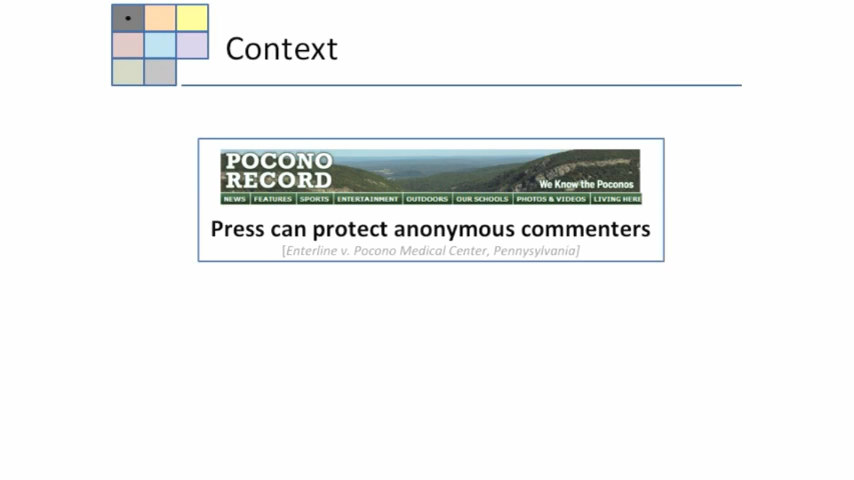 Context
POCONO
RECORD
We Know the Poconos
NEWS FEATURES SPORTS ENTERTAINMENT OUTDOORS OUR SCHOOLS PHOTOS & VIDEOS LIVING HERE
Press can protect anonymous commenters
[Enterline v. Pocono Medical Center, Pennysylvania]